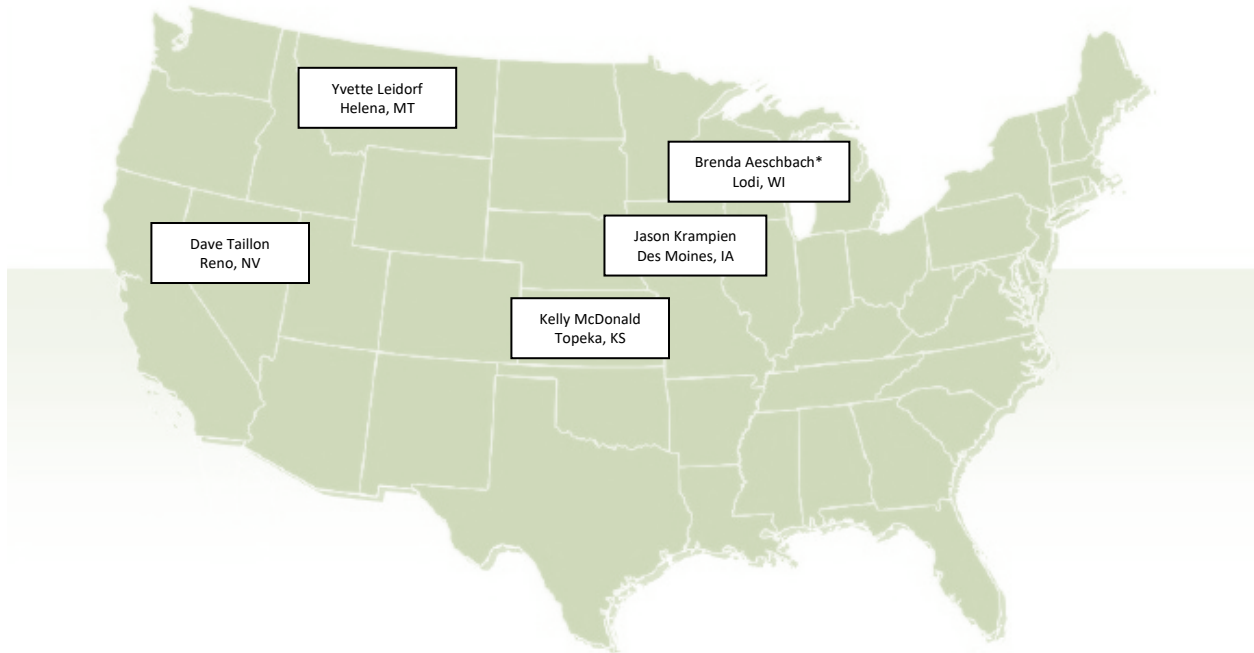 Yvette Leidorf
Helena, MT
Brenda Aeschbach*
Lodi, WI
Dave Taillon
Reno, NV
Jason Krampien
Des Moines, IA
Kelly McDonald
Topeka, KS